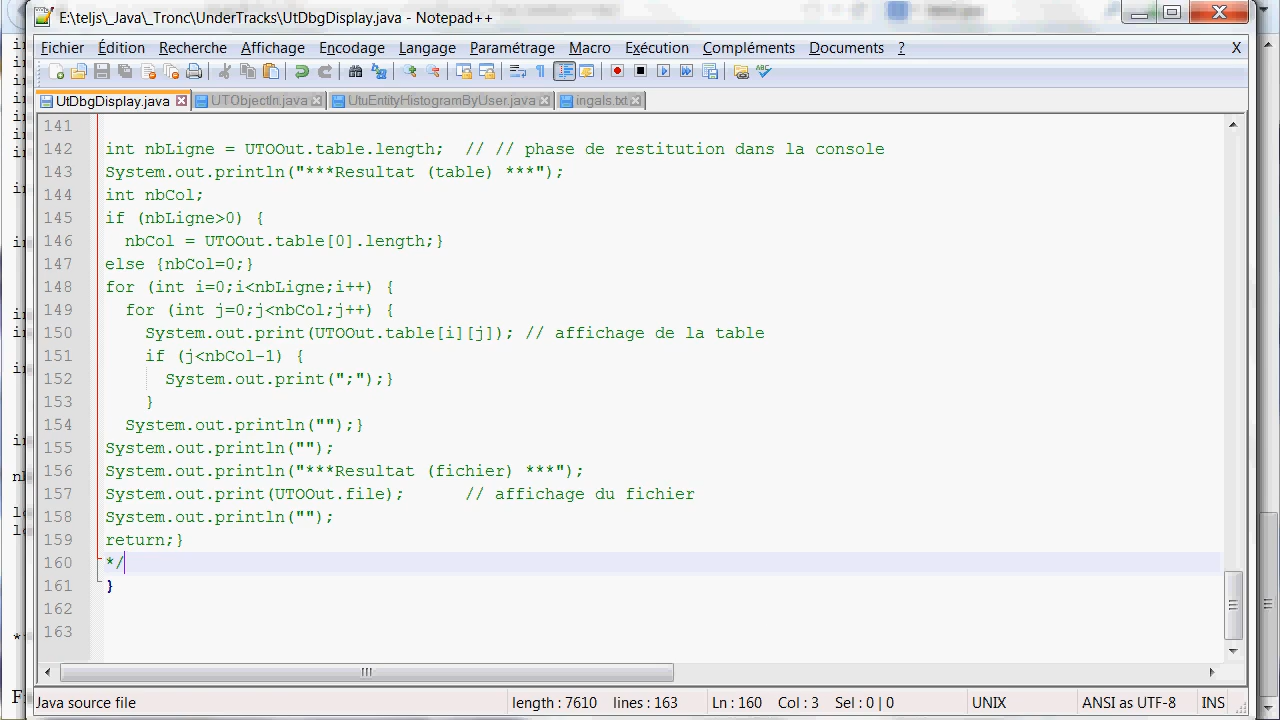 E:\teljs\_Java\_Tronc\UnderTracks\UtDbgDisplay.java - Notepad++
Fichier Édition Recherche Affichage Encodage Langage Paramétrage Macro Exécution Compléments Documents ? X
UtDbgDisplay.java UTObjectIn.java UtuEntityHistogramByUser.java ingals.txt
141
142 int nbLigne = UTOOut.table.length;  // // phase de restitution dans la console
143 System.out.println("***Resultat (table) ***");
144 int nbCol;
145 if (nbLigne>0) {
146   nbCol = UTOOut.table[0].length;}
147 else {nbCol=0;}
148 for (int i=0;i<nbLigne;i++) {
149   for (int j=0;j<nbCol;j++) {
150     System.out.print(UTOOut.table[i][j]); // affichage de la table
151     if (j<nbCol-1) {
152       System.out.print(";");}
153     }
154   System.out.println("");}
155 System.out.println("");
156 System.out.println("***Resultat (fichier) ***");
157 System.out.print(UTOOut.file);      // affichage du fichier
158 System.out.println("");
159 return;}
160 */
161 }
162
163
Java source file length : 7610 lines : 163 Ln : 160 Col : 3 Sel : 0 | 0 UNIX ANSI as UTF-8 INS